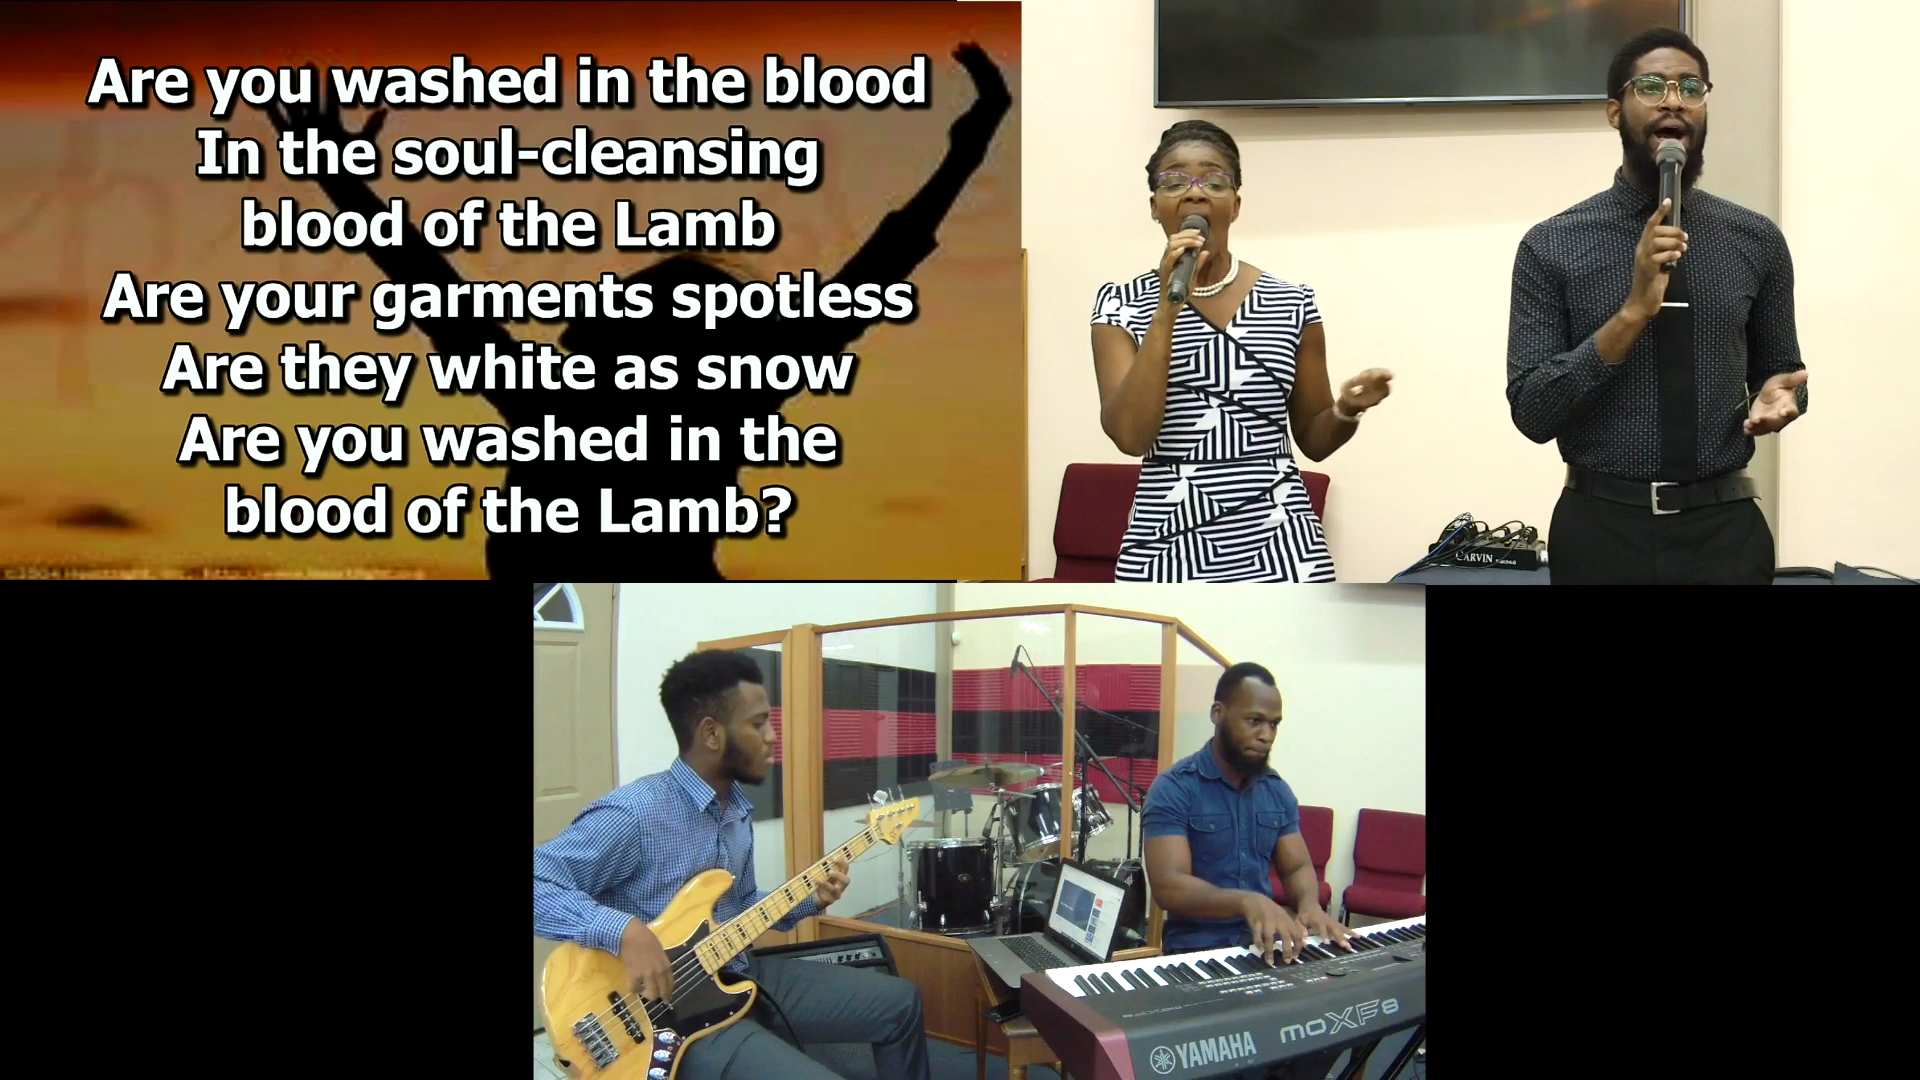 Are you washed in the blood
In the soul-cleansing
blood of the Lamb
Are your garments spotless
Are they white as snow
Are you washed in the
blood of the Lamb?
CARVIN
YAMAHA
MOXF8